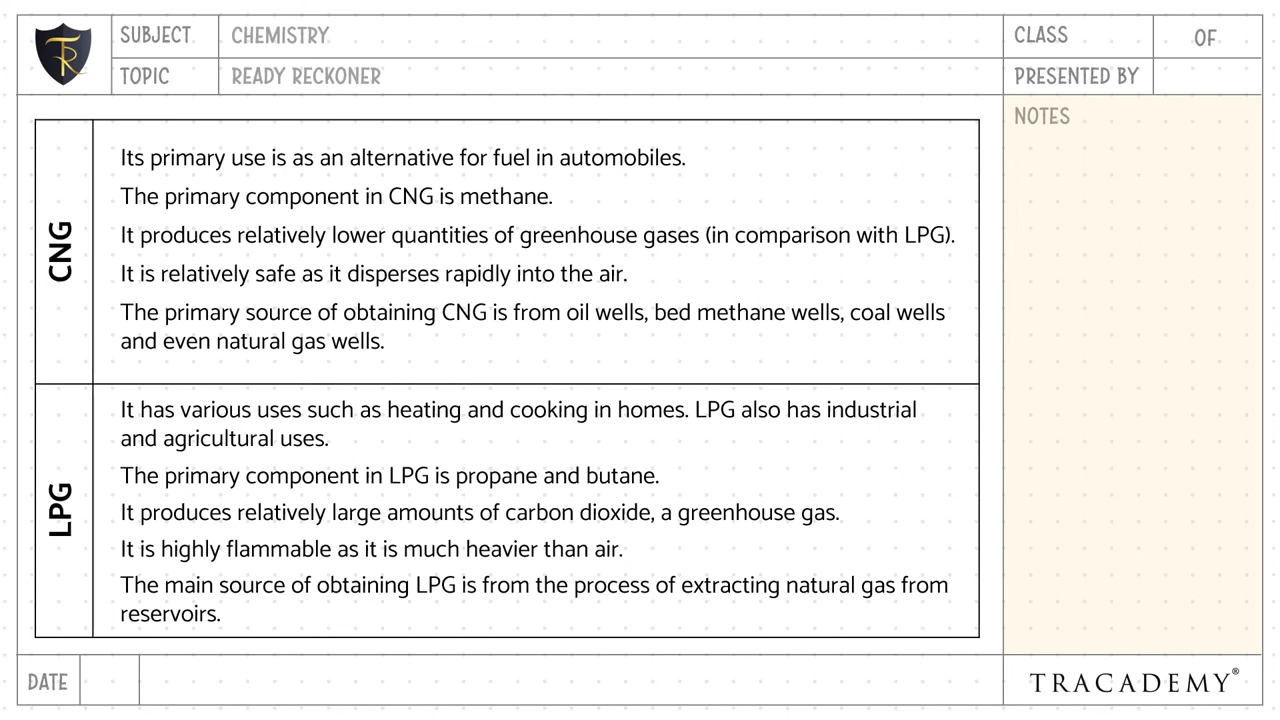 SUBJECT
CHEMISTRY
CLASS
OF
TOPIC
READY RECKONER
PRESENTED BY
NOTES
CNG
Its primary use is as an alternative for fuel in automobiles.
The primary component in CNG is methane.
It produces relatively lower quantities of greenhouse gases (in comparison with LPG).
It is relatively safe as it disperses rapidly into the air.
The primary source of obtaining CNG is from oil wells, bed methane wells, coal wells
and even natural gas wells.
LPG
It has various uses such as heating and cooking in homes. LPG also has industrial
and agricultural uses.
The primary component in LPG is propane and butane.
It produces relatively large amounts of carbon dioxide, a greenhouse gas.
It is highly flammable as it is much heavier than air.
The main source of obtaining LPG is from the process of extracting natural gas from
reservoirs.
DATE
TRACADEMY®